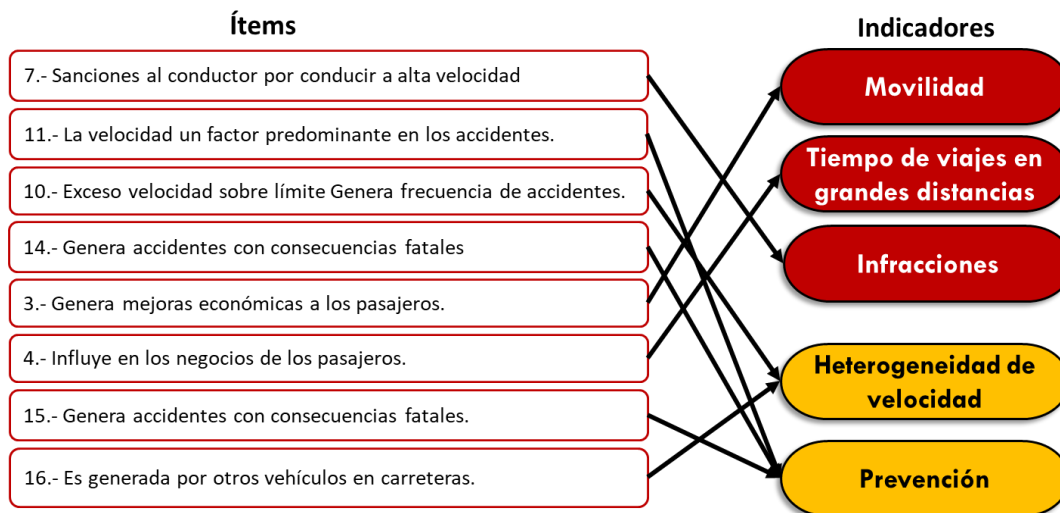 Ítems
Indicadores
7.- Sanciones al conductor por conducir a alta velocidad
11.- La velocidad un factor predominante en los accidentes.
10.- Exceso velocidad sobre límite Genera frecuencia de accidentes.
14.- Genera accidentes con consecuencias fatales
3.- Genera mejoras económicas a los pasajeros.
4.- Influye en los negocios de los pasajeros.
15.- Genera accidentes con consecuencias fatales.
16.- Es generada por otros vehículos en carreteras.
Movilidad
Tiempo de viajes en
grandes distancias
Infracciones
Heterogeneidad de
velocidad
Prevención